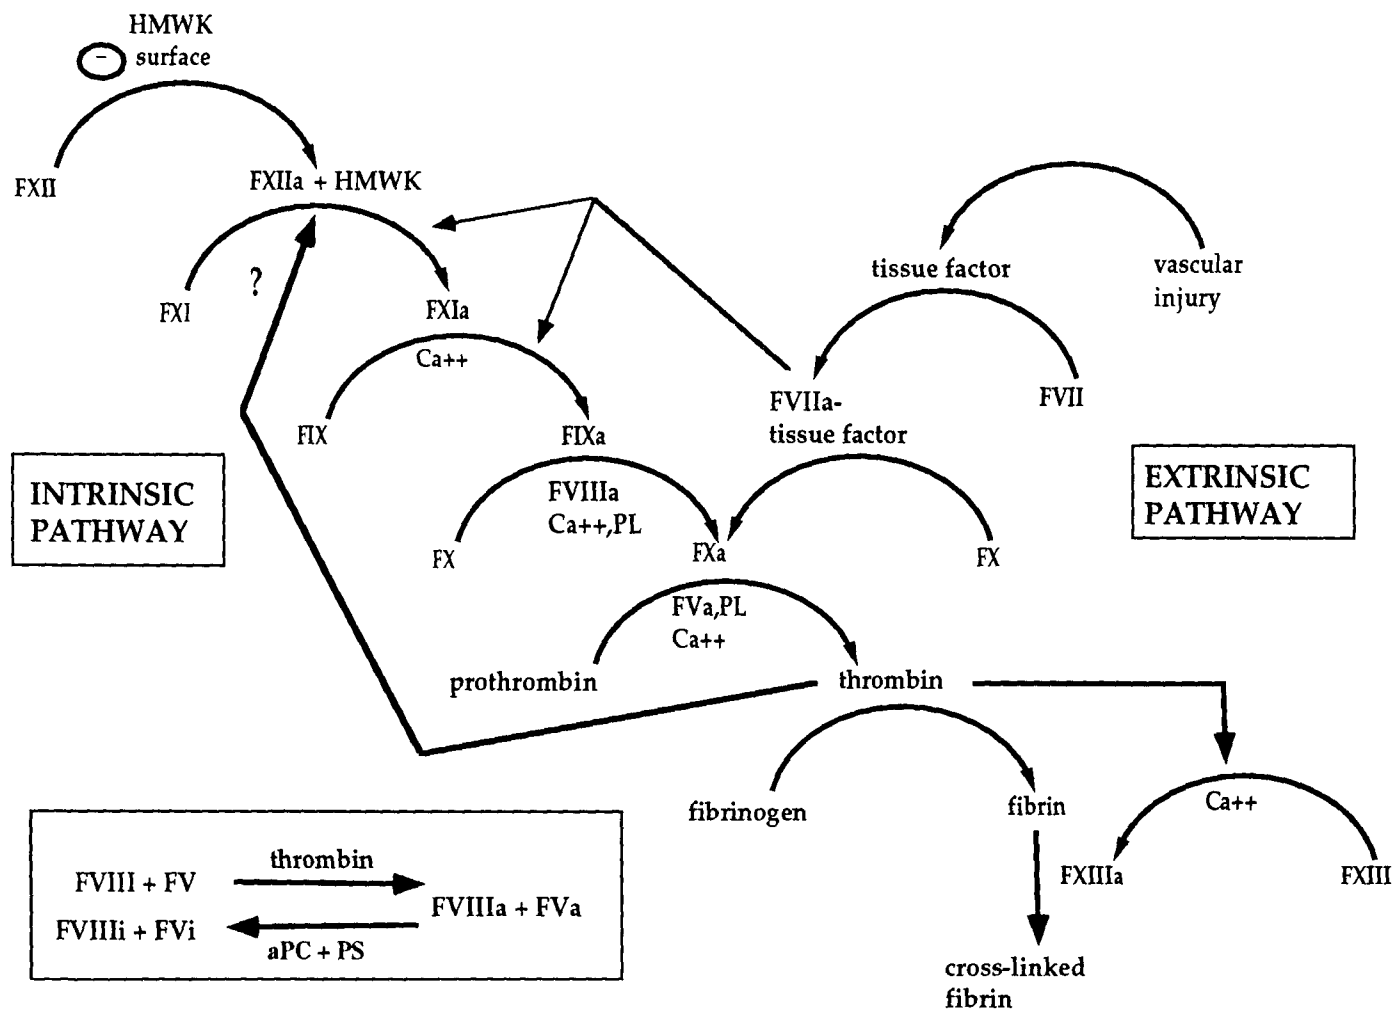 HMWK
surface
−
FXII
FXIIa + HMWK
FXI
?
FXIa
Ca++
tissue factor
vascular
injury
FIX
FIXa
FVIIa-
tissue factor
FVII
INTRINSIC
PATHWAY
EXTRINSIC
PATHWAY
FVIIIa
Ca++,PL
FX
FXa
FX
FVa,PL
Ca++
prothrombin
thrombin
fibrinogen
fibrin
Ca++
FXIIIa
FXIII
cross-linked
fibrin
thrombin
FVIII + FV
FVIIIa + FVa
FVIIIi + FVi
aPC + PS